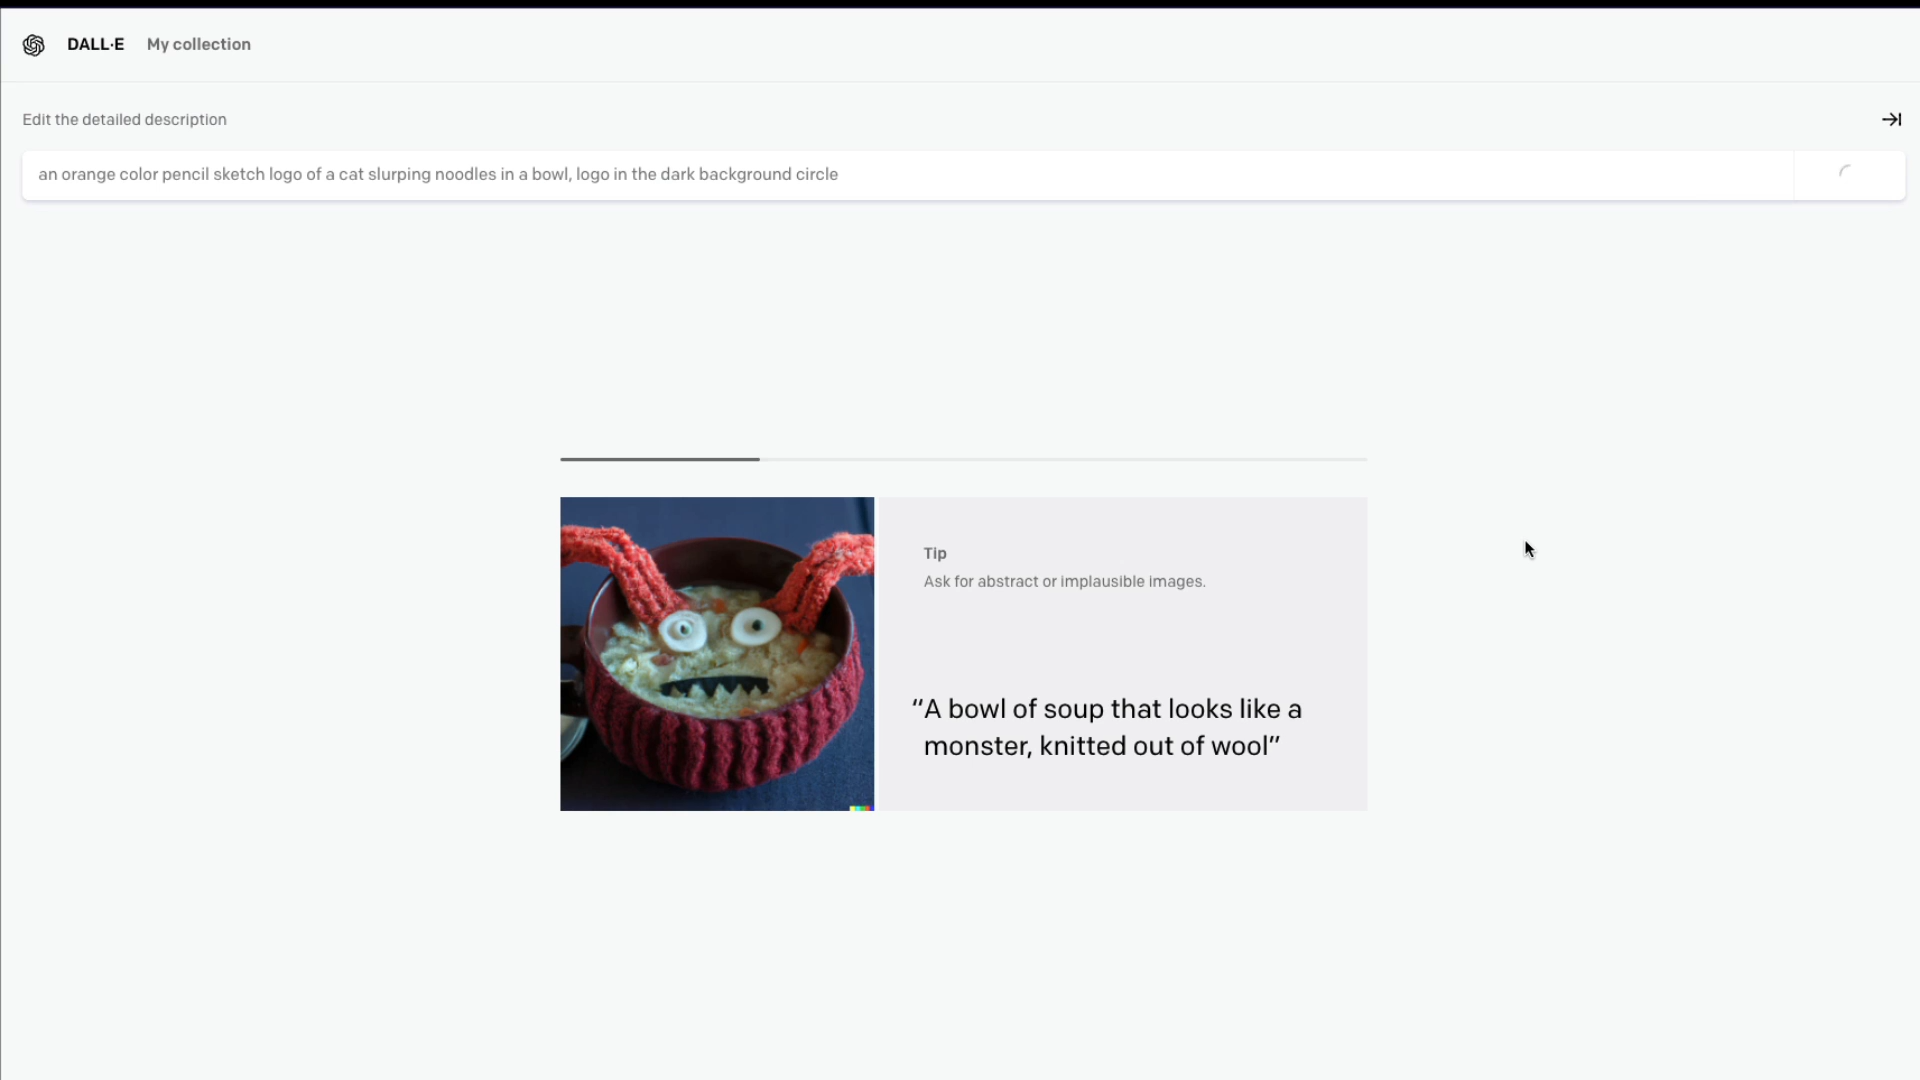 DALL·E My collection
Edit the detailed description
an orange color pencil sketch logo of a cat slurping noodles in a bowl, logo in the dark background circle
Tip
Ask for abstract or implausible images.
“A bowl of soup that looks like a
monster, knitted out of wool”